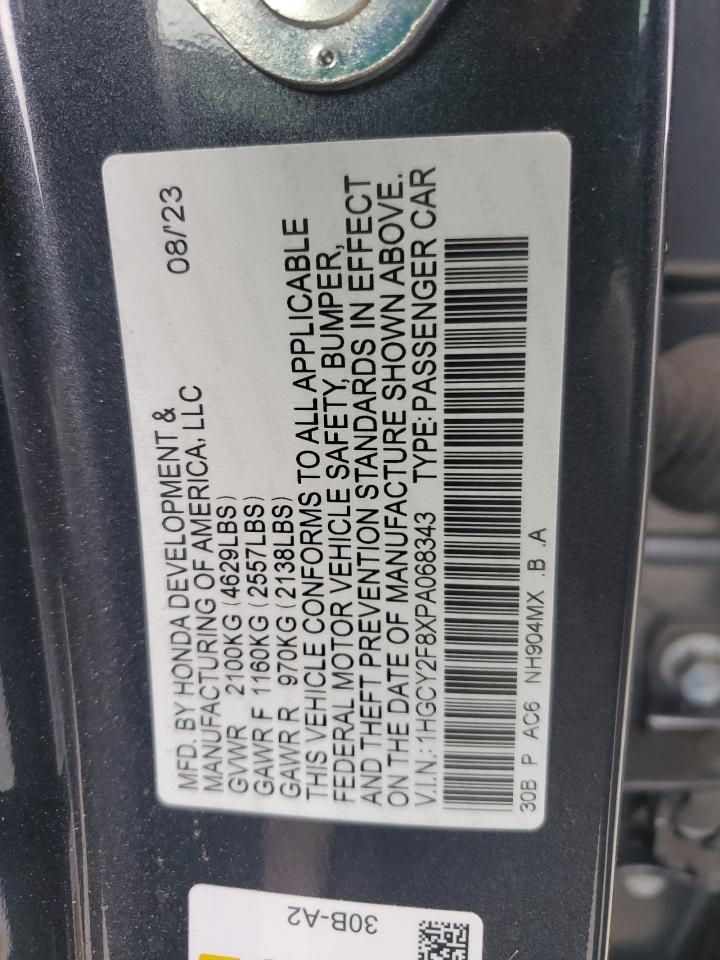 MFD. BY HONDA DEVELOPMENT & 08/'23
MANUFACTURING OF AMERICA, LLC
GVWR 2100KG (4629LBS)
GAWR F 1160KG (2557LBS)
GAWR R 970KG (2138LBS)
THIS VEHICLE CONFORMS TO ALL APPLICABLE
FEDERAL MOTOR VEHICLE SAFETY, BUMPER,
AND THEFT PREVENTION STANDARDS IN EFFECT
ON THE DATE OF MANUFACTURE SHOWN ABOVE.
V.I.N.: 1HGCY2F8XPA068343 TYPE: PASSENGER CAR
30B P AC6 NH904MX .B .A
30B-A2